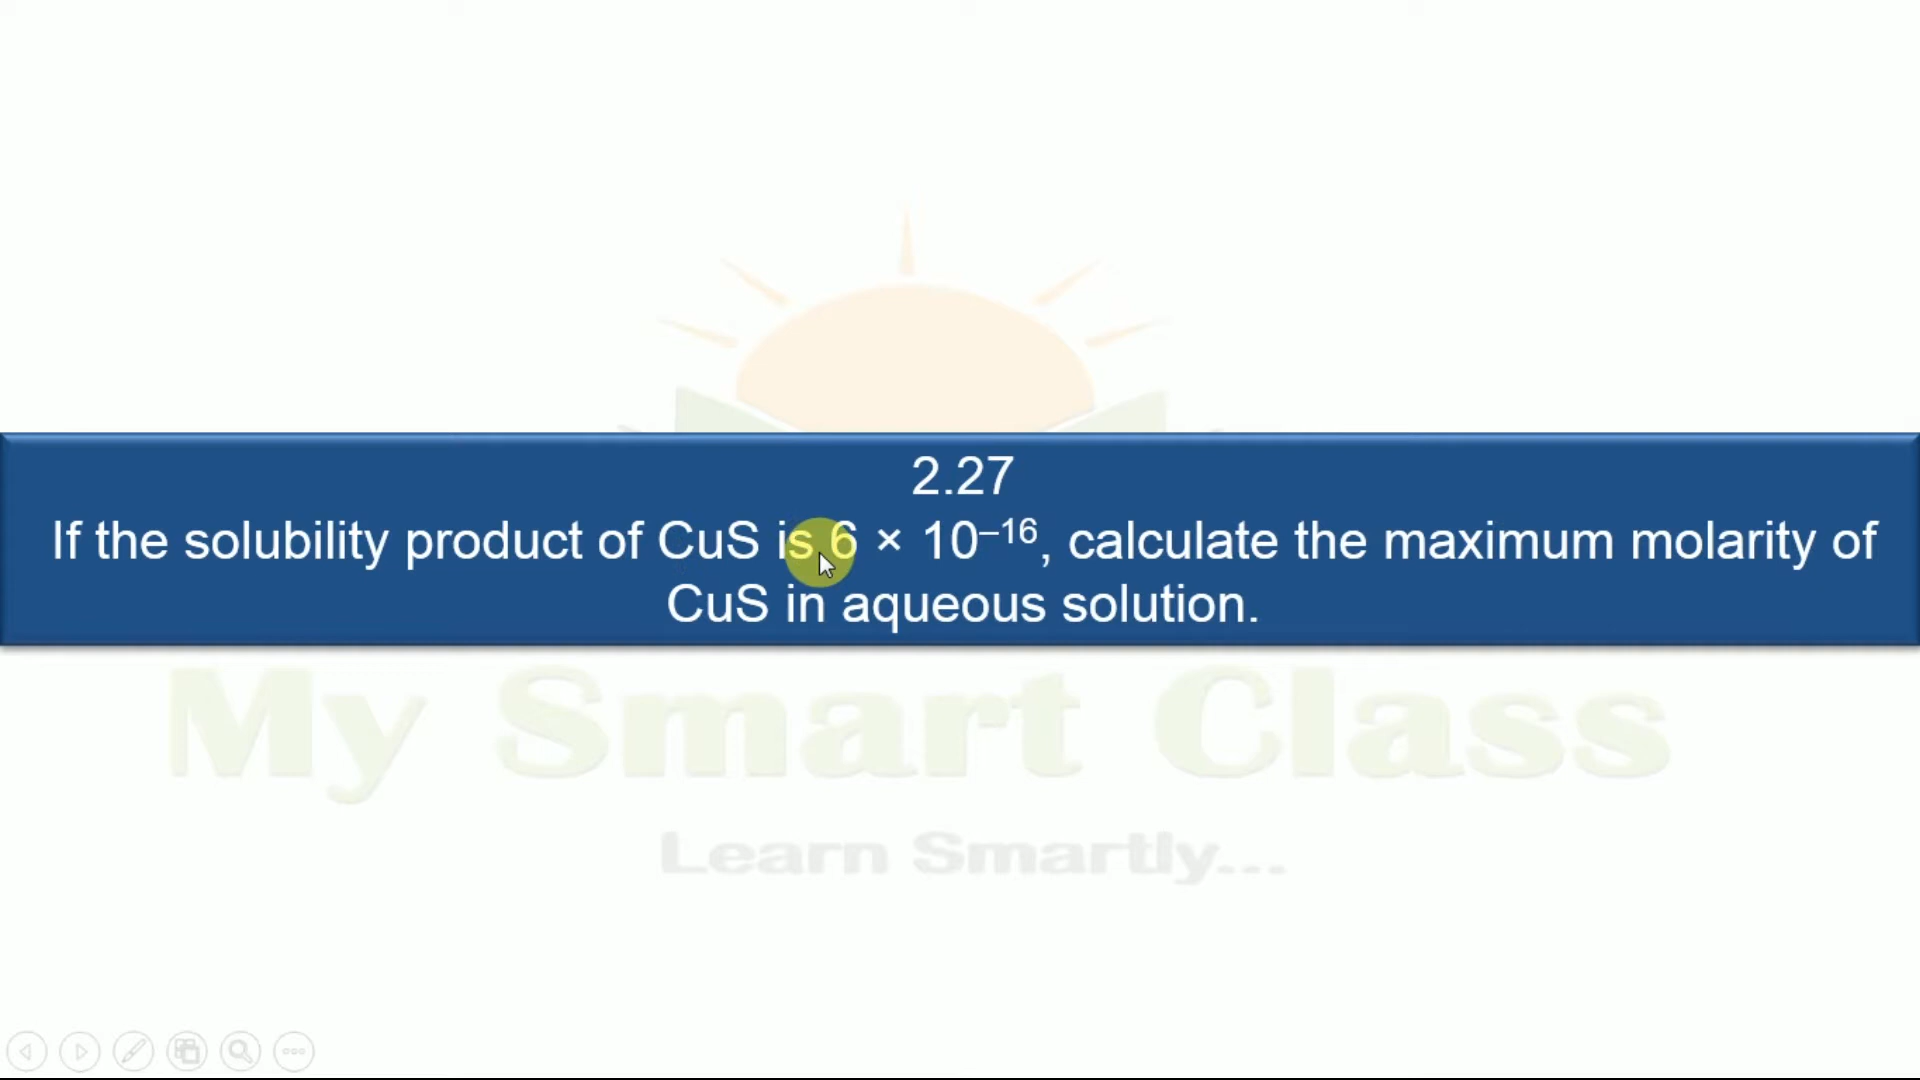 2.27
If the solubility product of CuS is 6 × 10⁻¹⁶, calculate the maximum molarity of
CuS in aqueous solution.
My Smart Class
Learn Smartly...